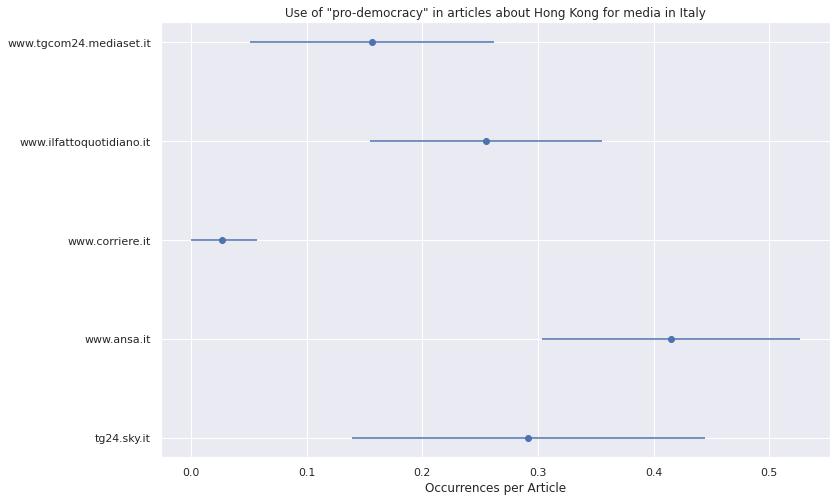 Use of "pro-democracy" in articles about Hong Kong for media in Italy
www.tgcom24.mediaset.it
www.ilfattoquotidiano.it
www.corriere.it
www.ansa.it
tg24.sky.it
0.0 0.1 0.2 0.3 0.4 0.5
Occurrences per Article